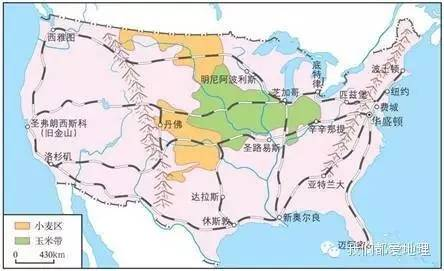 西雅图
明尼阿波利斯
底特律
波士顿
芝加哥
匹兹堡
纽约
费城
华盛顿
丹佛
圣弗朗西斯科
(旧金山)
辛辛那提
圣路易斯
洛杉矶
亚特兰大
达拉斯
休斯敦
新奥尔良
小麦区
玉米带
0 430km
我们都爱地理